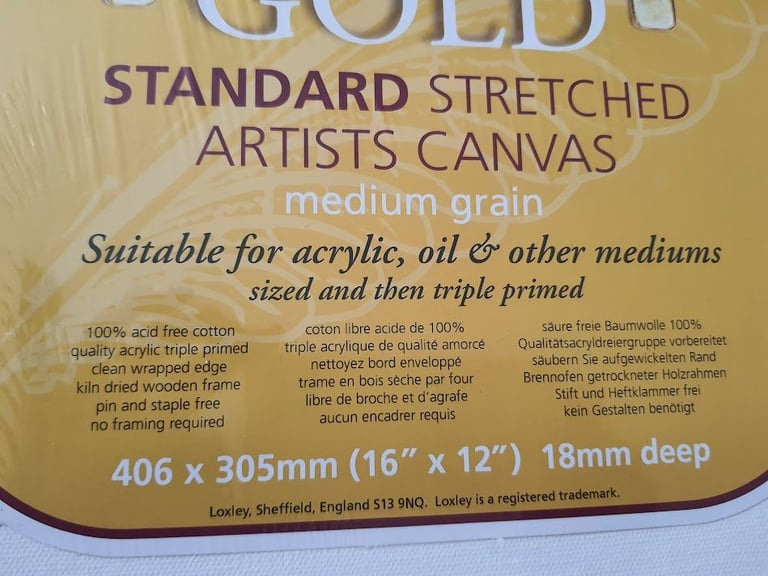 GOLD
STANDARD STRETCHED
ARTISTS CANVAS
medium grain
Suitable for acrylic, oil & other mediums
sized and then triple primed
100% acid free cotton
quality acrylic triple primed
clean wrapped edge
kiln dried wooden frame
pin and staple free
no framing required
coton libre acide de 100%
triple acrylique de qualité amorcé
nettoyez bord enveloppé
trame en bois sèche par four
libre de broche et d'agrafe
aucun encadrer requis
säure freie Baumwolle 100%
Qualitätsacryldreiergruppe vorbereitet
säubern Sie aufgewickelten Rand
Brennofen getrockneter Holzrahmen
Stift und Heftklammer frei
kein Gestalten benötigt
406 x 305mm (16″ x 12″) 18mm deep
Loxley, Sheffield, England S13 9NQ. Loxley is a registered trademark.